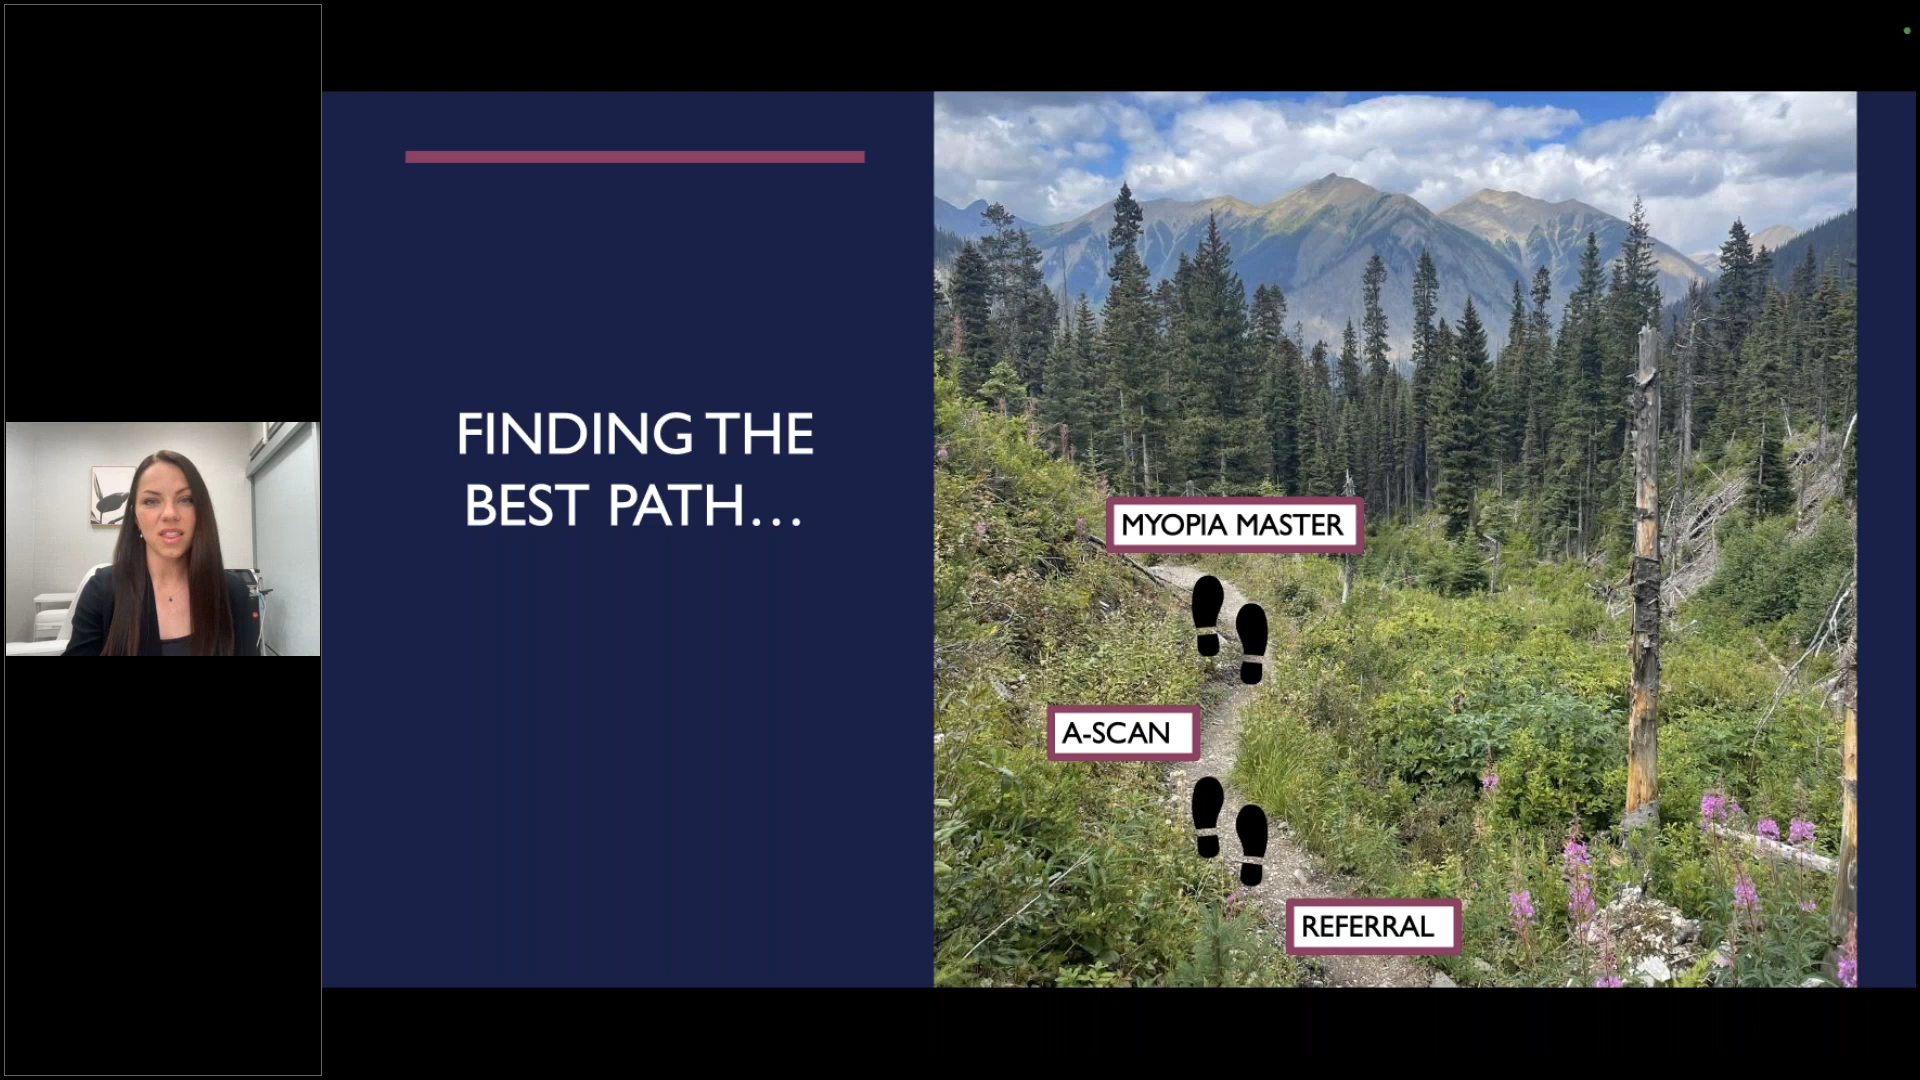 FINDING THE
BEST PATH...
MYOPIA MASTER
A-SCAN
REFERRAL